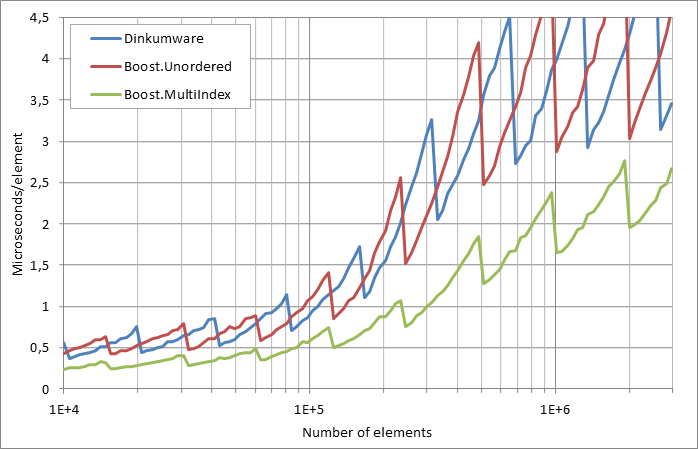 4,5
4
3,5
3
2,5
2
1,5
1
0,5
0
Microseconds/element
Dinkumware
Boost.Unordered
Boost.MultiIndex
1E+4
1E+5
1E+6
Number of elements